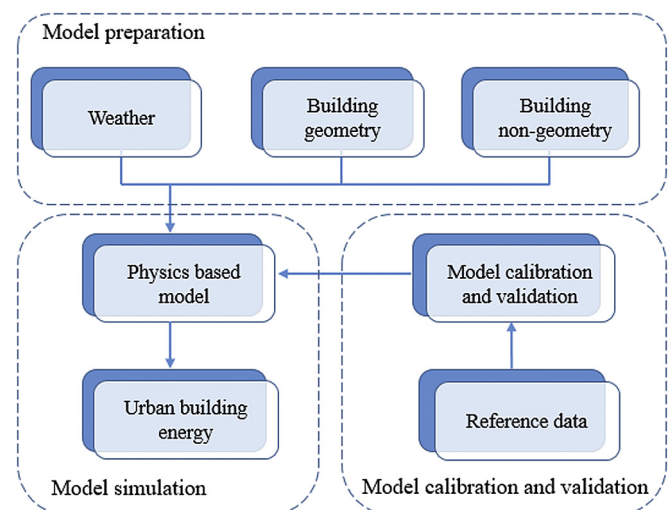 Model preparation
Weather
Building
geometry
Building
non-geometry
Physics based
model
Model calibration
and validation
Urban building
energy
Reference data
Model simulation
Model calibration and validation